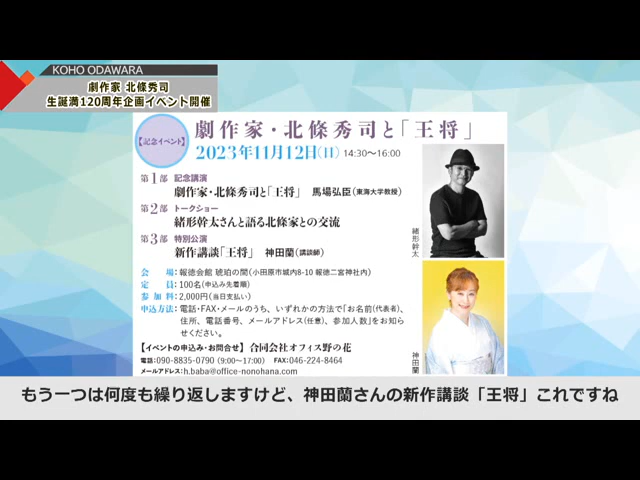 KOHO ODAWARA
劇作家 北條秀司
生誕満120周年企画イベント開催
【記念イベント】
劇作家・北條秀司と「王将」
2023年11月12日(日) 14:30〜16:00
第1部 記念講演
劇作家・北條秀司と「王将」 馬場弘臣(東海大学教授)
第2部 トークショー
緒形幹太さんと語る北條家との交流
第3部 特別公演
新作講談「王将」 神田蘭(講談師)
緒形幹太
会場:報徳会館 琥珀の間(小田原市城内8-10 報徳二宮神社内)
定員:100名(申込み先着順)
参加料:2,000円(当日支払い)
申込方法:電話・FAX・メールのうち、いずれかの方法で「お名前(代表者)、
住所、電話番号、メールアドレス(任意)、参加人数」をお知ら
せください。
【イベントの申込み・お問合せ】 合同会社オフィス野の花
電話:090-8835-0790 (9:00〜17:00) FAX:046-224-8464
メールアドレス:h.baba@office-nonohana.com
神田蘭
もう一つは何度も繰り返しますけど、神田蘭さんの新作講談「王将」これですね